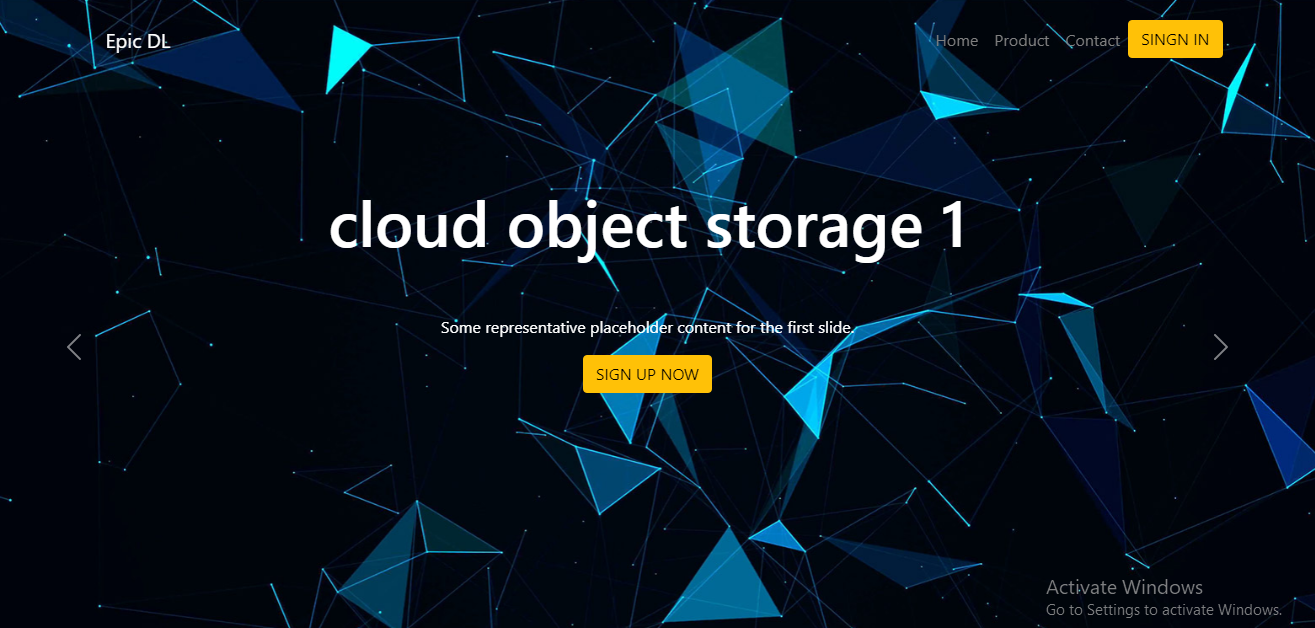 Epic DL
Home Product Contact SINGN IN
cloud object storage 1
Some representative placeholder content for the first slide.
SIGN UP NOW
Activate Windows
Go to Settings to activate Windows.